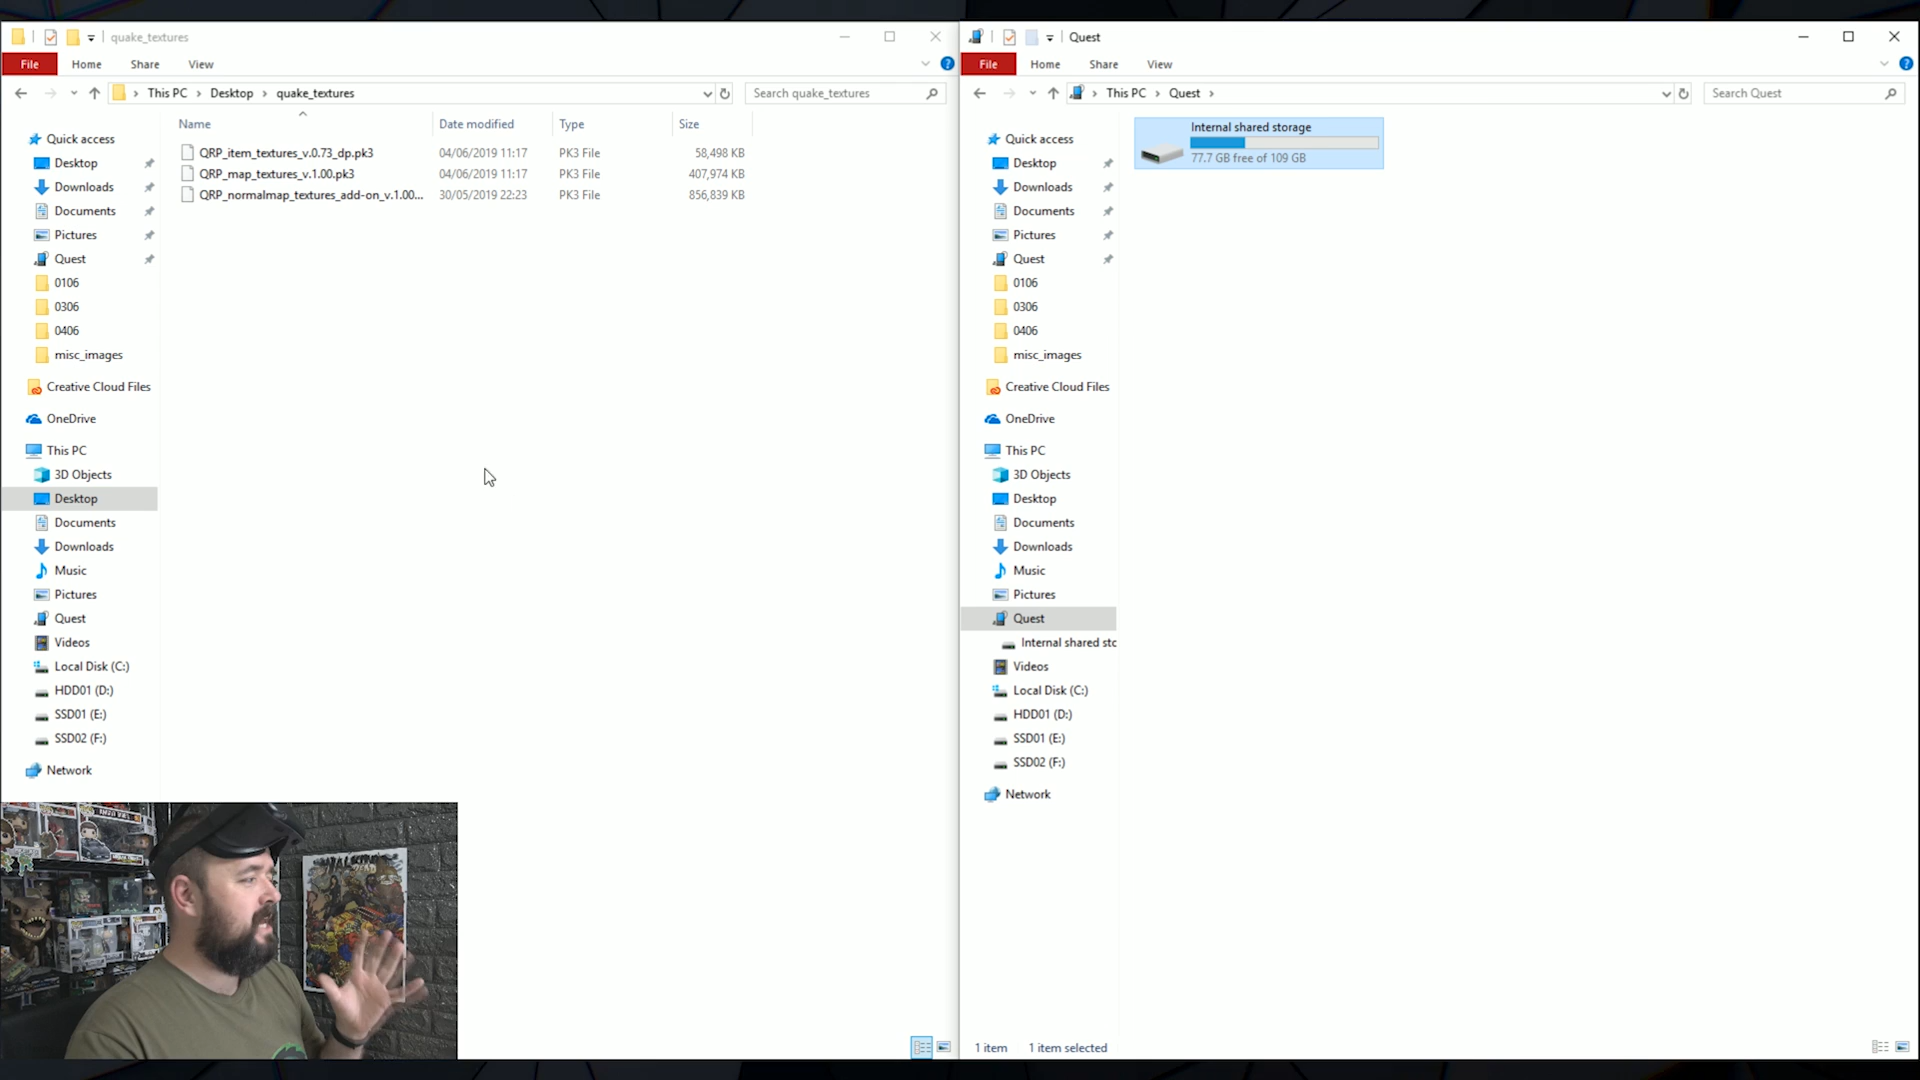 quake_textures
File Home Share View
This PC Desktop quake_textures
Search quake_textures
Name Date modified Type Size
QRP_item_textures_v.0.73_dp.pk3 04/06/2019 11:17 PK3 File 58,498 KB
QRP_map_textures_v.1.00.pk3 04/06/2019 11:17 PK3 File 407,974 KB
QRP_normalmap_textures_add-on_v.1.00... 30/05/2019 22:23 PK3 File 856,839 KB
Quick access
Desktop
Downloads
Documents
Pictures
Quest
0106
0306
0406
misc_images
Creative Cloud Files
OneDrive
This PC
3D Objects
Desktop
Documents
Downloads
Music
Pictures
Quest
Videos
Local Disk (C:)
HDD01 (D:)
SSD01 (E:)
SSD02 (F:)
Network
Quest
File Home Share View
This PC Quest
Search Quest
Internal shared storage
77.7 GB free of 109 GB
Quick access
Desktop
Downloads
Documents
Pictures
Quest
0106
0306
0406
misc_images
Creative Cloud Files
OneDrive
This PC
3D Objects
Desktop
Documents
Downloads
Music
Pictures
Quest
Internal shared stc
Videos
Local Disk (C:)
HDD01 (D:)
SSD01 (E:)
SSD02 (F:)
Network
1 item 1 item selected